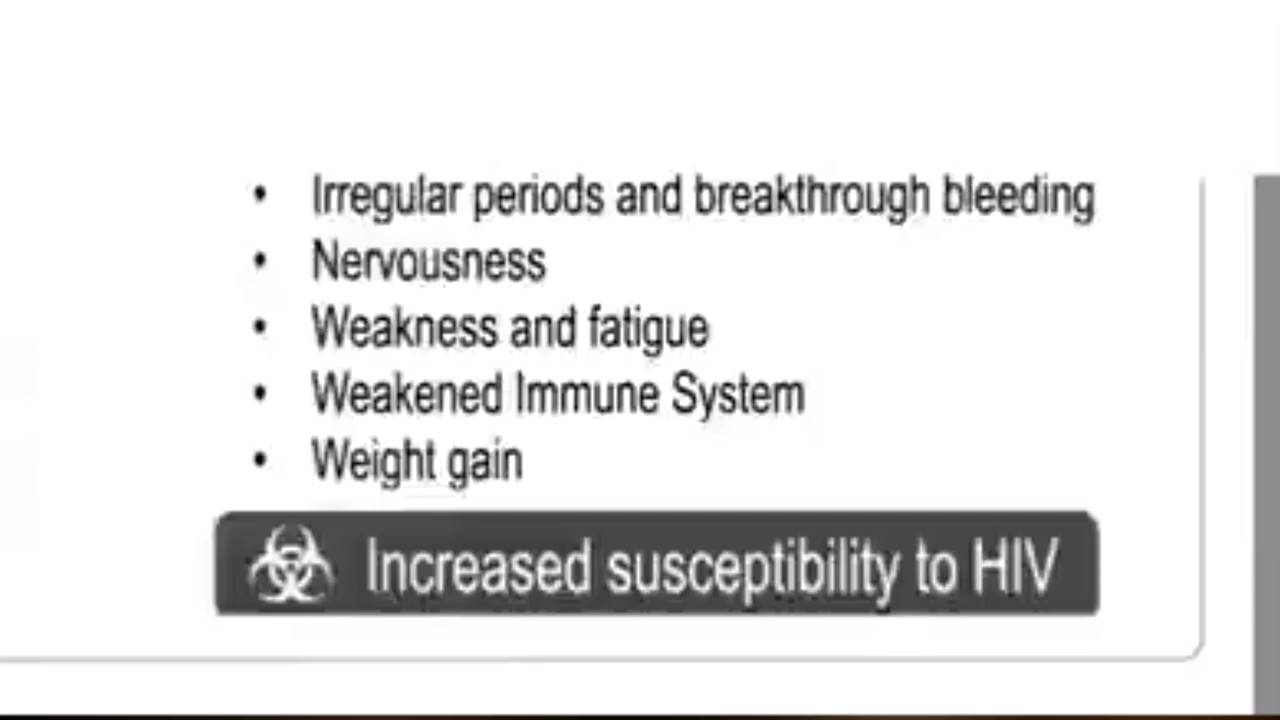 • Irregular periods and breakthrough bleeding
• Nervousness
• Weakness and fatigue
• Weakened Immune System
• Weight gain
Increased susceptibility to HIV